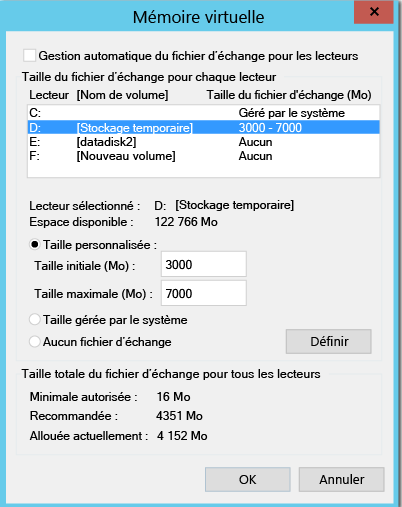 Mémoire virtuelle
Gestion automatique du fichier d'échange pour les lecteurs
Taille du fichier d'échange pour chaque lecteur
Lecteur [Nom de volume] Taille du fichier d'échange (Mo)
C: Géré par le système
D: [Stockage temporaire] 3000 - 7000
E: [datadisk2] Aucun
F: [Nouveau volume] Aucun
Lecteur sélectionné : D: [Stockage temporaire]
Espace disponible : 122 766 Mo
Taille personnalisée :
Taille initiale (Mo) : 3000
Taille maximale (Mo) : 7000
Taille gérée par le système
Aucun fichier d'échange
Définir
Taille totale du fichier d'échange pour tous les lecteurs
Minimale autorisée : 16 Mo
Recommandée : 4351 Mo
Allouée actuellement : 4 152 Mo
OK Annuler